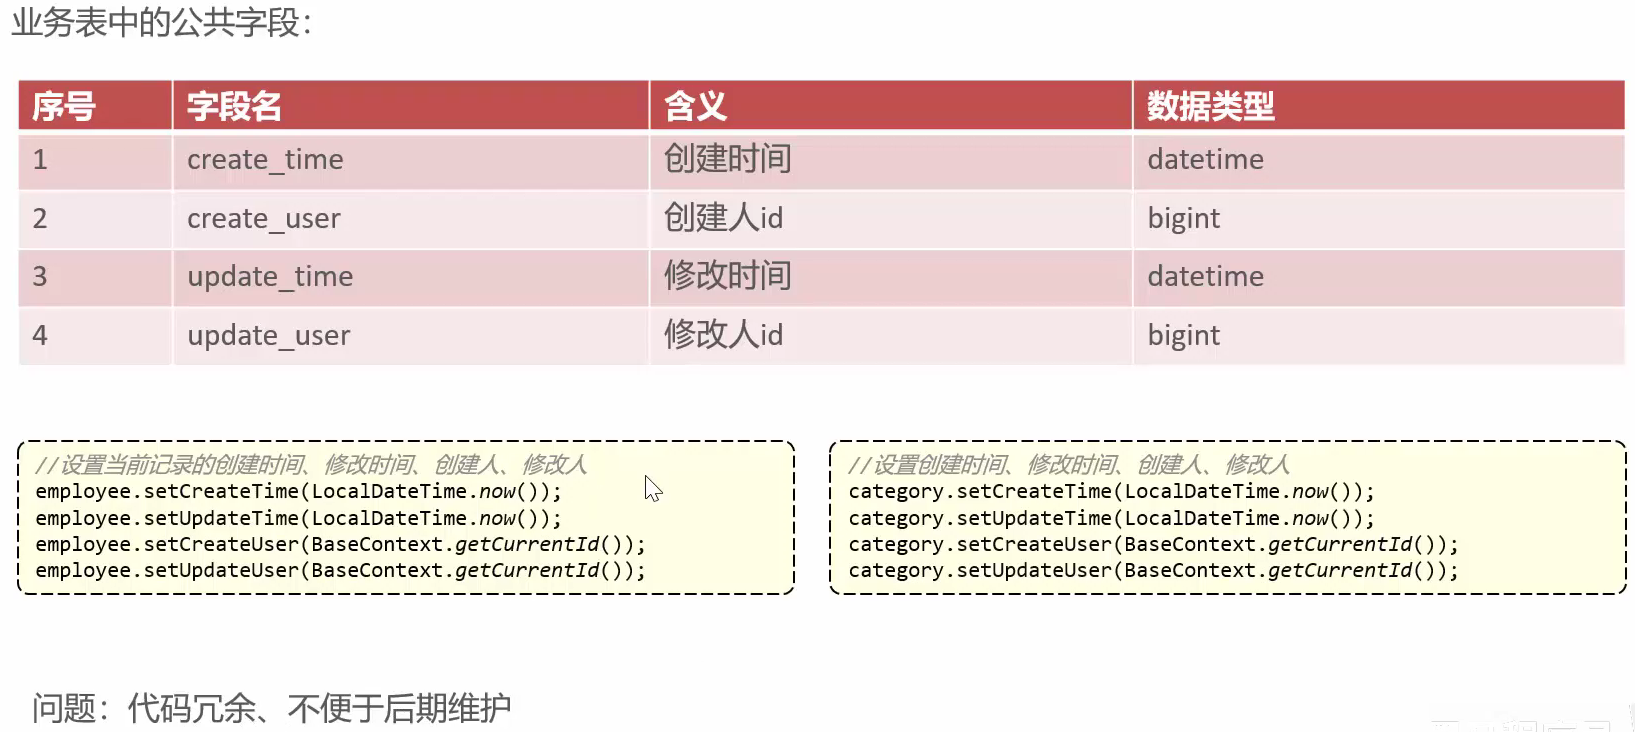 业务表中的公共字段：
序号 字段名 含义 数据类型
1 create_time 创建时间 datetime
2 create_user 创建人id bigint
3 update_time 修改时间 datetime
4 update_user 修改人id bigint
//设置当前记录的创建时间、修改时间、创建人、修改人
employee.setCreateTime(LocalDateTime.now());
employee.setUpdateTime(LocalDateTime.now());
employee.setCreateUser(BaseContext.getCurrentId());
employee.setUpdateUser(BaseContext.getCurrentId());
//设置创建时间、修改时间、创建人、修改人
category.setCreateTime(LocalDateTime.now());
category.setUpdateTime(LocalDateTime.now());
category.setCreateUser(BaseContext.getCurrentId());
category.setUpdateUser(BaseContext.getCurrentId());
问题：代码冗余、不便于后期维护